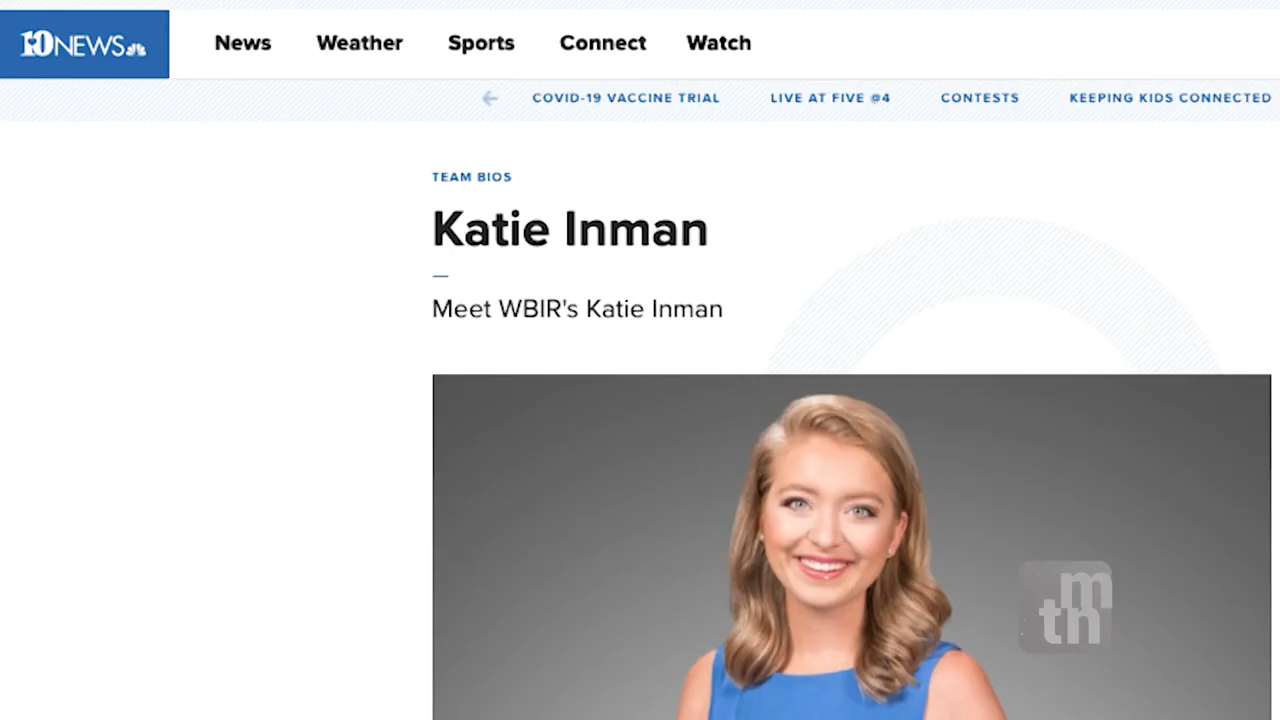 10NEWS
News Weather Sports Connect Watch
COVID-19 VACCINE TRIAL LIVE AT FIVE @4 CONTESTS KEEPING KIDS CONNECTED
TEAM BIOS
Katie Inman
Meet WBIR's Katie Inman
m
th